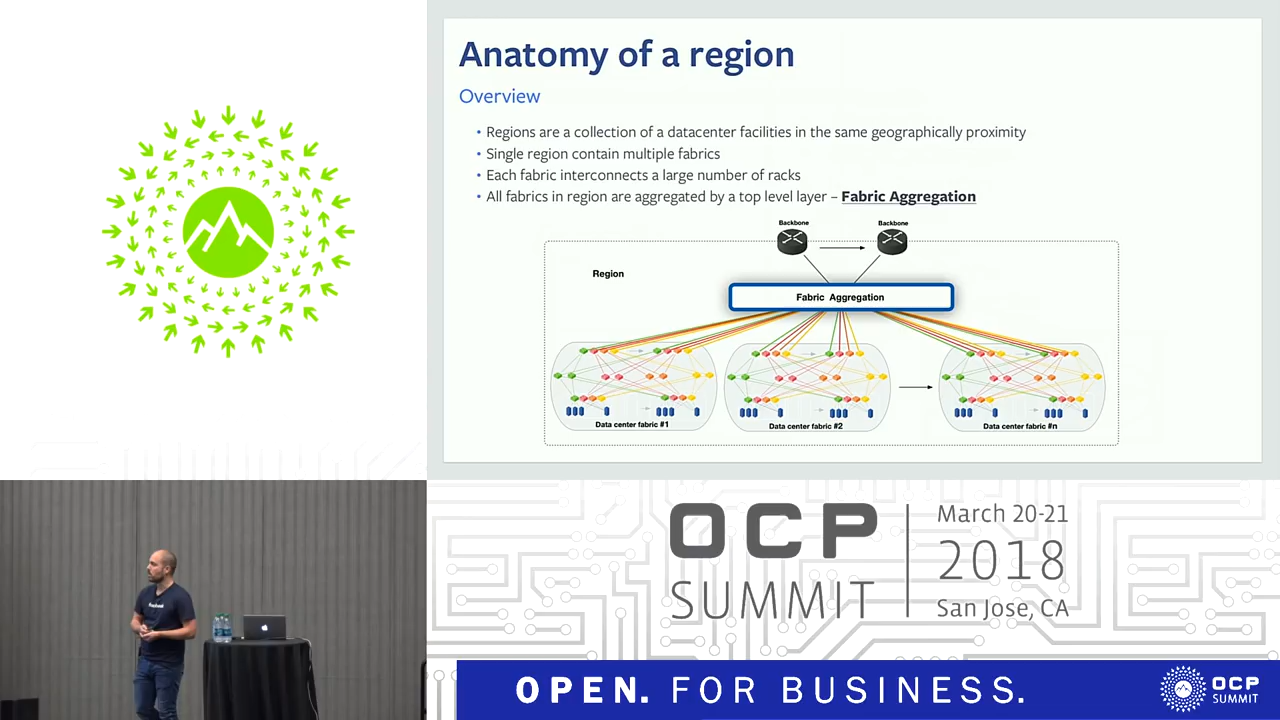 Anatomy of a region
Overview
• Regions are a collection of a datacenter facilities in the same geographically proximity
• Single region contain multiple fabrics
• Each fabric interconnects a large number of racks
• All fabrics in region are aggregated by a top level layer – Fabric Aggregation
Backbone
Backbone
Region
Fabric Aggregation
Data center fabric #1
Data center fabric #2
Data center fabric #n
facebook
OCP
SUMMIT
March 20-21
2018
San Jose, CA
OPEN. FOR BUSINESS.
OCP
SUMMIT